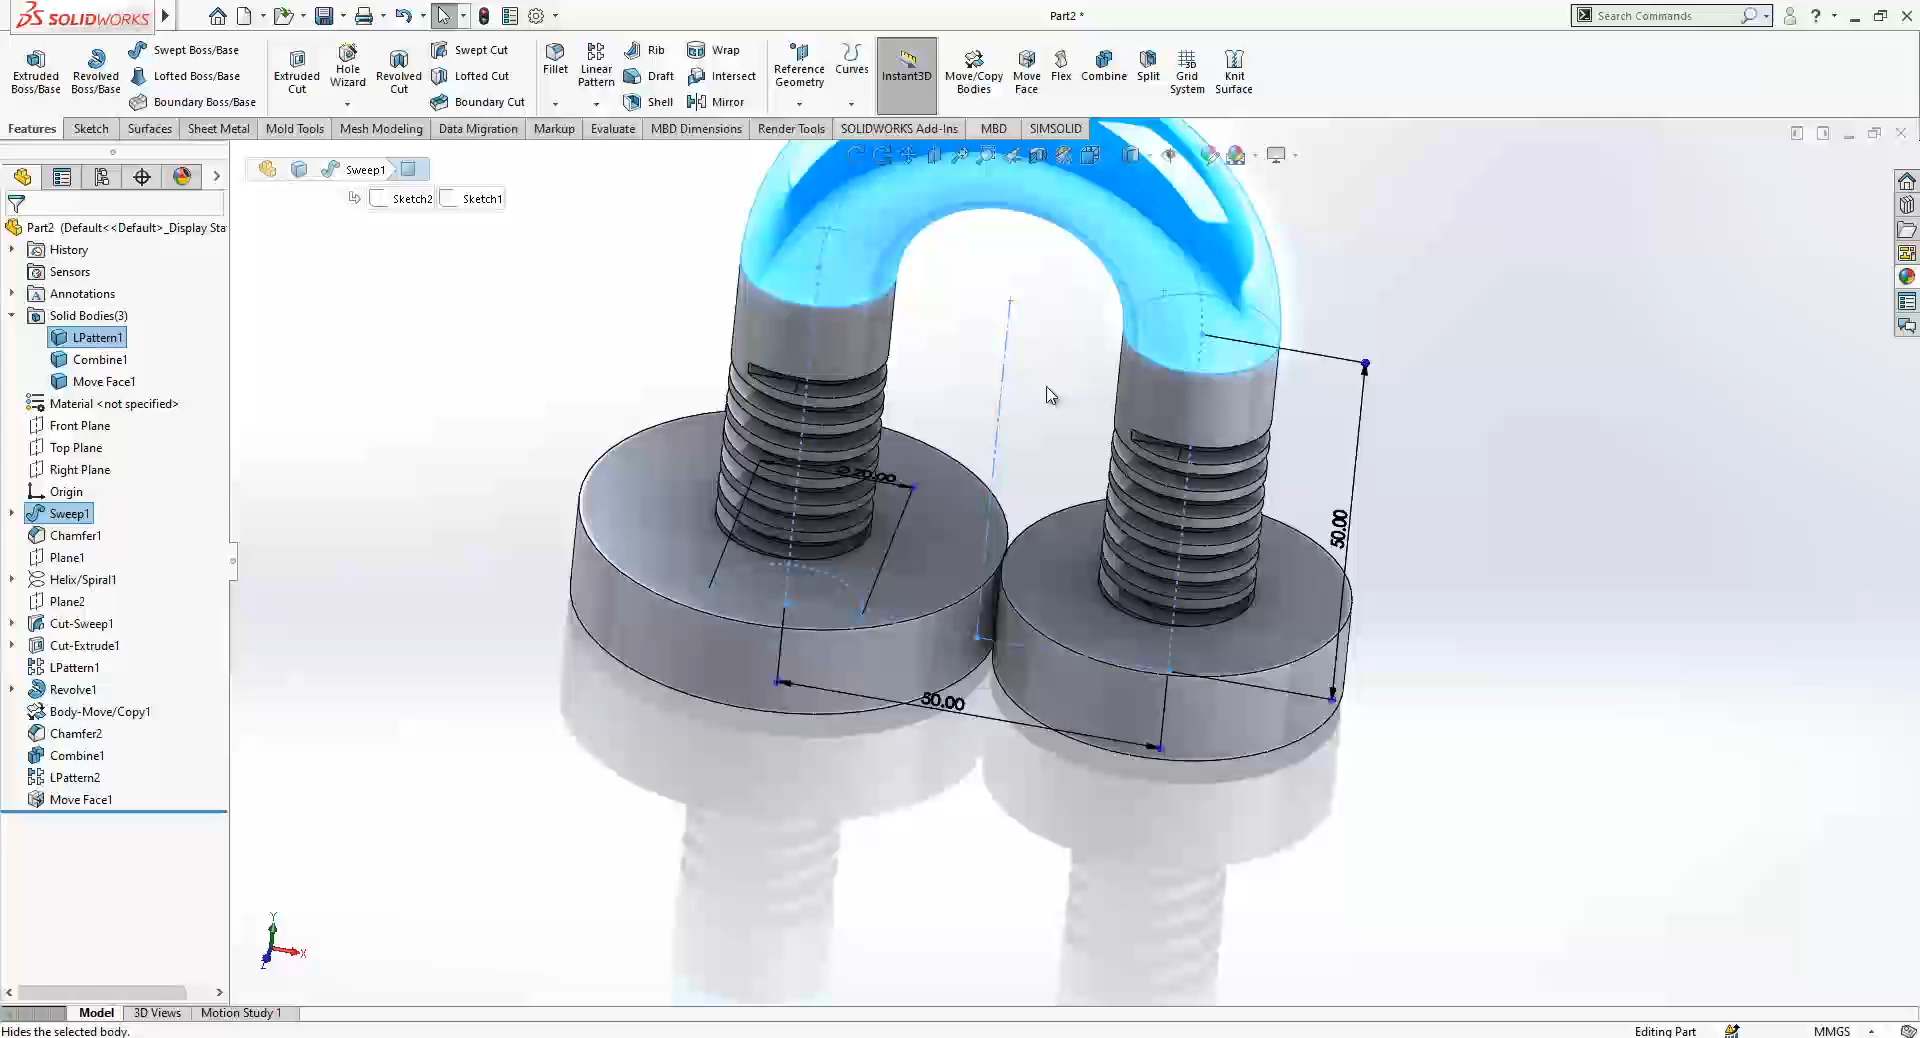 SOLIDWORKS
Part2 *
Search Commands
Extruded Boss/Base
Revolved Boss/Base
Swept Boss/Base
Lofted Boss/Base
Boundary Boss/Base
Extruded Cut
Hole Wizard
Revolved Cut
Swept Cut
Lofted Cut
Boundary Cut
Fillet
Linear Pattern
Rib
Draft
Shell
Wrap
Intersect
Mirror
Reference Geometry
Curves
Instant3D
Move/Copy Bodies
Move Face
Flex
Combine
Split
Grid System
Knit Surface
Features
Sketch
Surfaces
Sheet Metal
Mold Tools
Mesh Modeling
Data Migration
Markup
Evaluate
MBD Dimensions
Render Tools
SOLIDWORKS Add-Ins
MBD
SIMSOLID
Sweep1
Sketch2
Sketch1
Part2 (Default<<Default>_Display Sta
History
Sensors
Annotations
Solid Bodies(3)
LPattern1
Combine1
Move Face1
Material <not specified>
Front Plane
Top Plane
Right Plane
Origin
Sweep1
Chamfer1
Plane1
Helix/Spiral1
Plane2
Cut-Sweep1
Cut-Extrude1
LPattern1
Revolve1
Body-Move/Copy1
Chamfer2
Combine1
LPattern2
Move Face1
⌀20.00
50.00
50.00
Y
X
Z
Model
3D Views
Motion Study 1
Hides the selected body.
Editing Part
MMGS